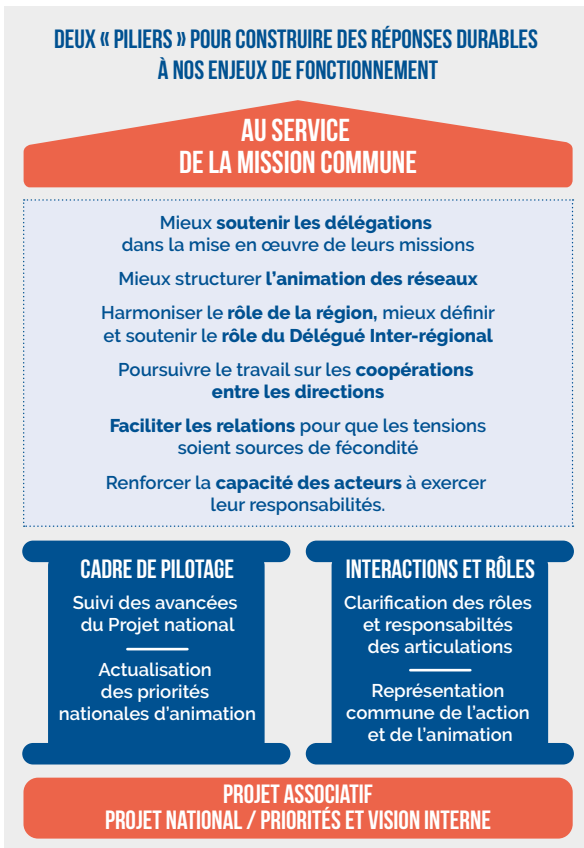 DEUX « PILIERS » POUR CONSTRUIRE DES RÉPONSES DURABLES
À NOS ENJEUX DE FONCTIONNEMENT
AU SERVICE
DE LA MISSION COMMUNE
Mieux soutenir les délégations
dans la mise en œuvre de leurs missions
Mieux structurer l'animation des réseaux
Harmoniser le rôle de la région, mieux définir
et soutenir le rôle du Délégué Inter-régional
Poursuivre le travail sur les coopérations
entre les directions
Faciliter les relations pour que les tensions
soient sources de fécondité
Renforcer la capacité des acteurs à exercer
leur responsabilités.
CADRE DE PILOTAGE
Suivi des avancées
du Projet national
Actualisation
des priorités
nationales d'animation
INTERACTIONS ET RÔLES
Clarification des rôles
et responsabiltés
des articulations
Représentation
commune de l'action
et de l'animation
PROJET ASSOCIATIF
PROJET NATIONAL / PRIORITÉS ET VISION INTERNE